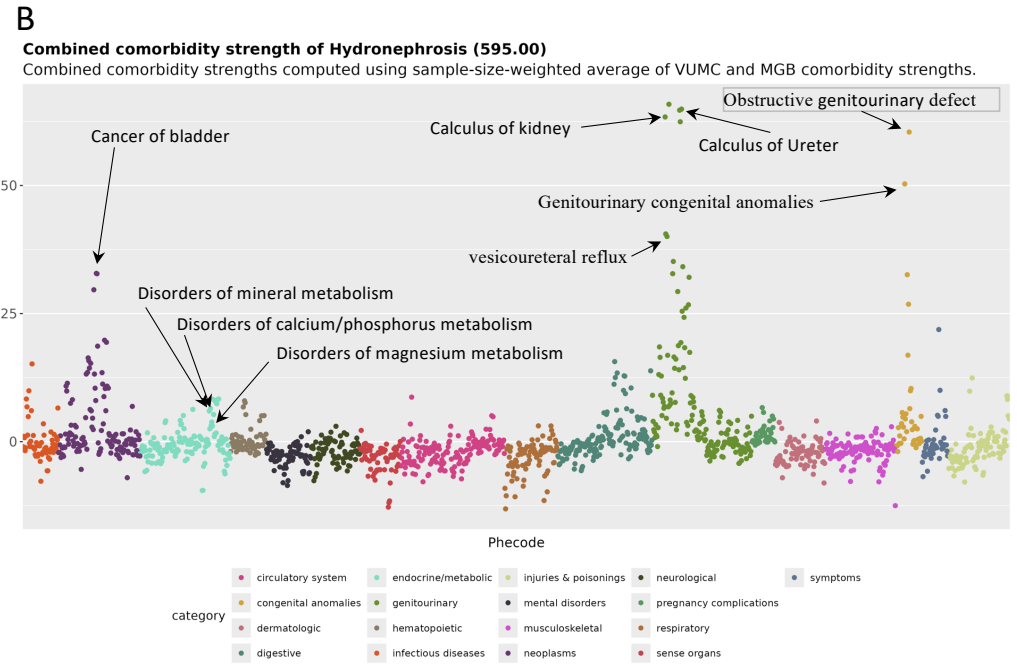 B
Combined comorbidity strength of Hydronephrosis (595.00)
Combined comorbidity strengths computed using sample-size-weighted average of VUMC and MGB comorbidity strengths.
Obstructive genitourinary defect
Cancer of bladder
Calculus of kidney
Calculus of Ureter
50
Genitourinary congenital anomalies
vesicoureteral reflux
Disorders of mineral metabolism
25
Disorders of calcium/phosphorus metabolism
Disorders of magnesium metabolism
0
Phecode
category
circulatory system
endocrine/metabolic
injuries & poisonings
neurological
symptoms
congenital anomalies
genitourinary
mental disorders
pregnancy complications
dermatologic
hematopoietic
musculoskeletal
respiratory
digestive
infectious diseases
neoplasms
sense organs